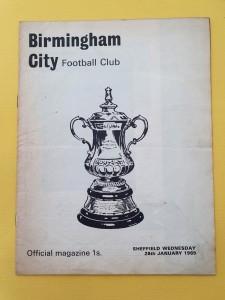 Birmingham
City Football Club
Official magazine 1s.
SHEFFIELD WEDNESDAY
28th JANUARY 1969